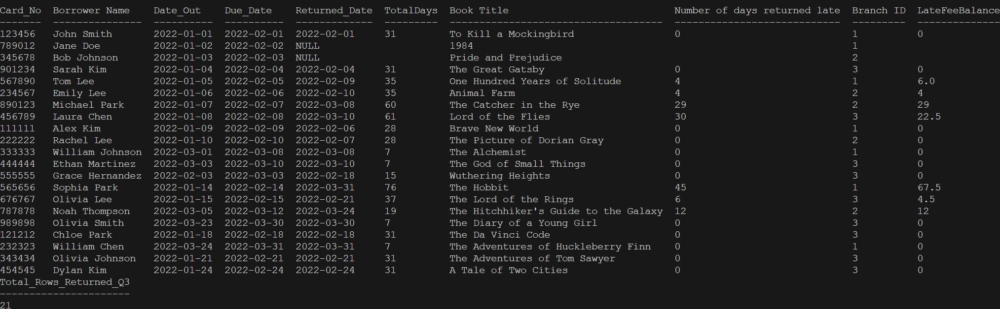 Card_No  Borrower Name    Date_Out    Due_Date    Returned_Date  TotalDays  Book Title                            Number of days returned late  Branch ID  LateFeeBalance
-------  ---------------  ----------  ----------  -------------  ---------  ------------------------------------  ----------------------------  ---------  --------------
123456   John Smith       2022-01-01  2022-02-01  2022-02-01     31         To Kill a Mockingbird                 0                             1          0
789012   Jane Doe         2022-01-02  2022-02-02  NULL                      1984                                                                1
345678   Bob Johnson      2022-01-03  2022-02-03  NULL                      Pride and Prejudice                                                 2
901234   Sarah Kim        2022-01-04  2022-02-04  2022-02-04     31         The Great Gatsby                      0                             3          0
567890   Tom Lee          2022-01-05  2022-02-05  2022-02-09     35         One Hundred Years of Solitude         4                             1          6.0
234567   Emily Lee        2022-01-06  2022-02-06  2022-02-10     35         Animal Farm                           4                             2          4
890123   Michael Park     2022-01-07  2022-02-07  2022-03-08     60         The Catcher in the Rye                29                            2          29
456789   Laura Chen       2022-01-08  2022-02-08  2022-03-10     61         Lord of the Flies                     30                            3          22.5
111111   Alex Kim         2022-01-09  2022-02-09  2022-02-06     28         Brave New World                       0                             1          0
222222   Rachel Lee       2022-01-10  2022-02-10  2022-02-07     28         The Picture of Dorian Gray            0                             2          0
333333   William Johnson  2022-03-01  2022-03-08  2022-03-08     7          The Alchemist                         0                             1          0
444444   Ethan Martinez   2022-03-03  2022-03-10  2022-03-10     7          The God of Small Things               0                             3          0
555555   Grace Hernandez  2022-02-03  2022-03-03  2022-02-18     15         Wuthering Heights                     0                             3          0
565656   Sophia Park      2022-01-14  2022-02-14  2022-03-31     76         The Hobbit                            45                            1          67.5
676767   Olivia Lee       2022-01-15  2022-02-15  2022-02-21     37         The Lord of the Rings                 6                             3          4.5
787878   Noah Thompson    2022-03-05  2022-03-12  2022-03-24     19         The Hitchhiker's Guide to the Galaxy  12                            2          12
989898   Olivia Smith     2022-03-23  2022-03-30  2022-03-30     7          The Diary of a Young Girl             0                             3          0
121212   Chloe Park       2022-01-18  2022-02-18  2022-02-18     31         The Da Vinci Code                     0                             3          0
232323   William Chen     2022-03-24  2022-03-31  2022-03-31     7          The Adventures of Huckleberry Finn    0                             1          0
343434   Olivia Johnson   2022-01-21  2022-02-21  2022-02-21     31         The Adventures of Tom Sawyer          0                             3          0
454545   Dylan Kim        2022-01-24  2022-02-24  2022-02-24     31         A Tale of Two Cities                  0                             3          0
Total_Rows_Returned_Q3
----------------------
21